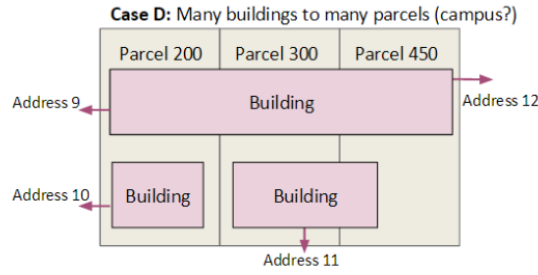 Case D: Many buildings to many parcels (campus?)
Parcel 200 Parcel 300 Parcel 450
Address 9 Building Address 12
Address 10 Building Building
Address 11